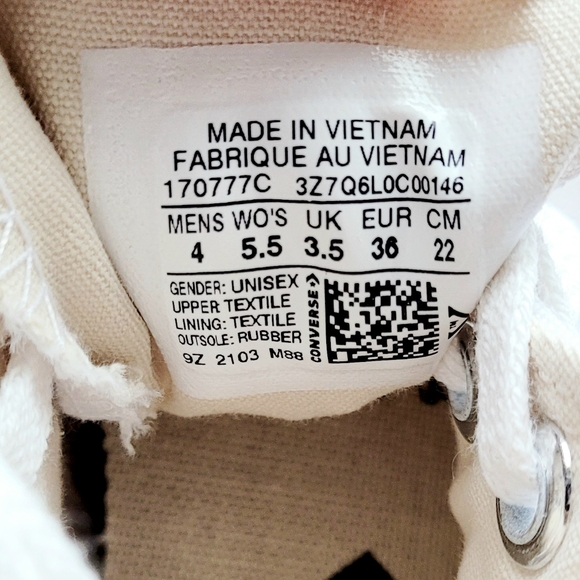 MADE IN VIETNAM
FABRIQUE AU VIETNAM
170777C 3Z7Q6L0C00146
MENS WO'S UK EUR CM
4 5.5 3.5 36 22
GENDER: UNISEX
UPPER TEXTILE
LINING: TEXTILE
OUTSOLE: RUBBER
9Z 2103 M88
CONVERSE